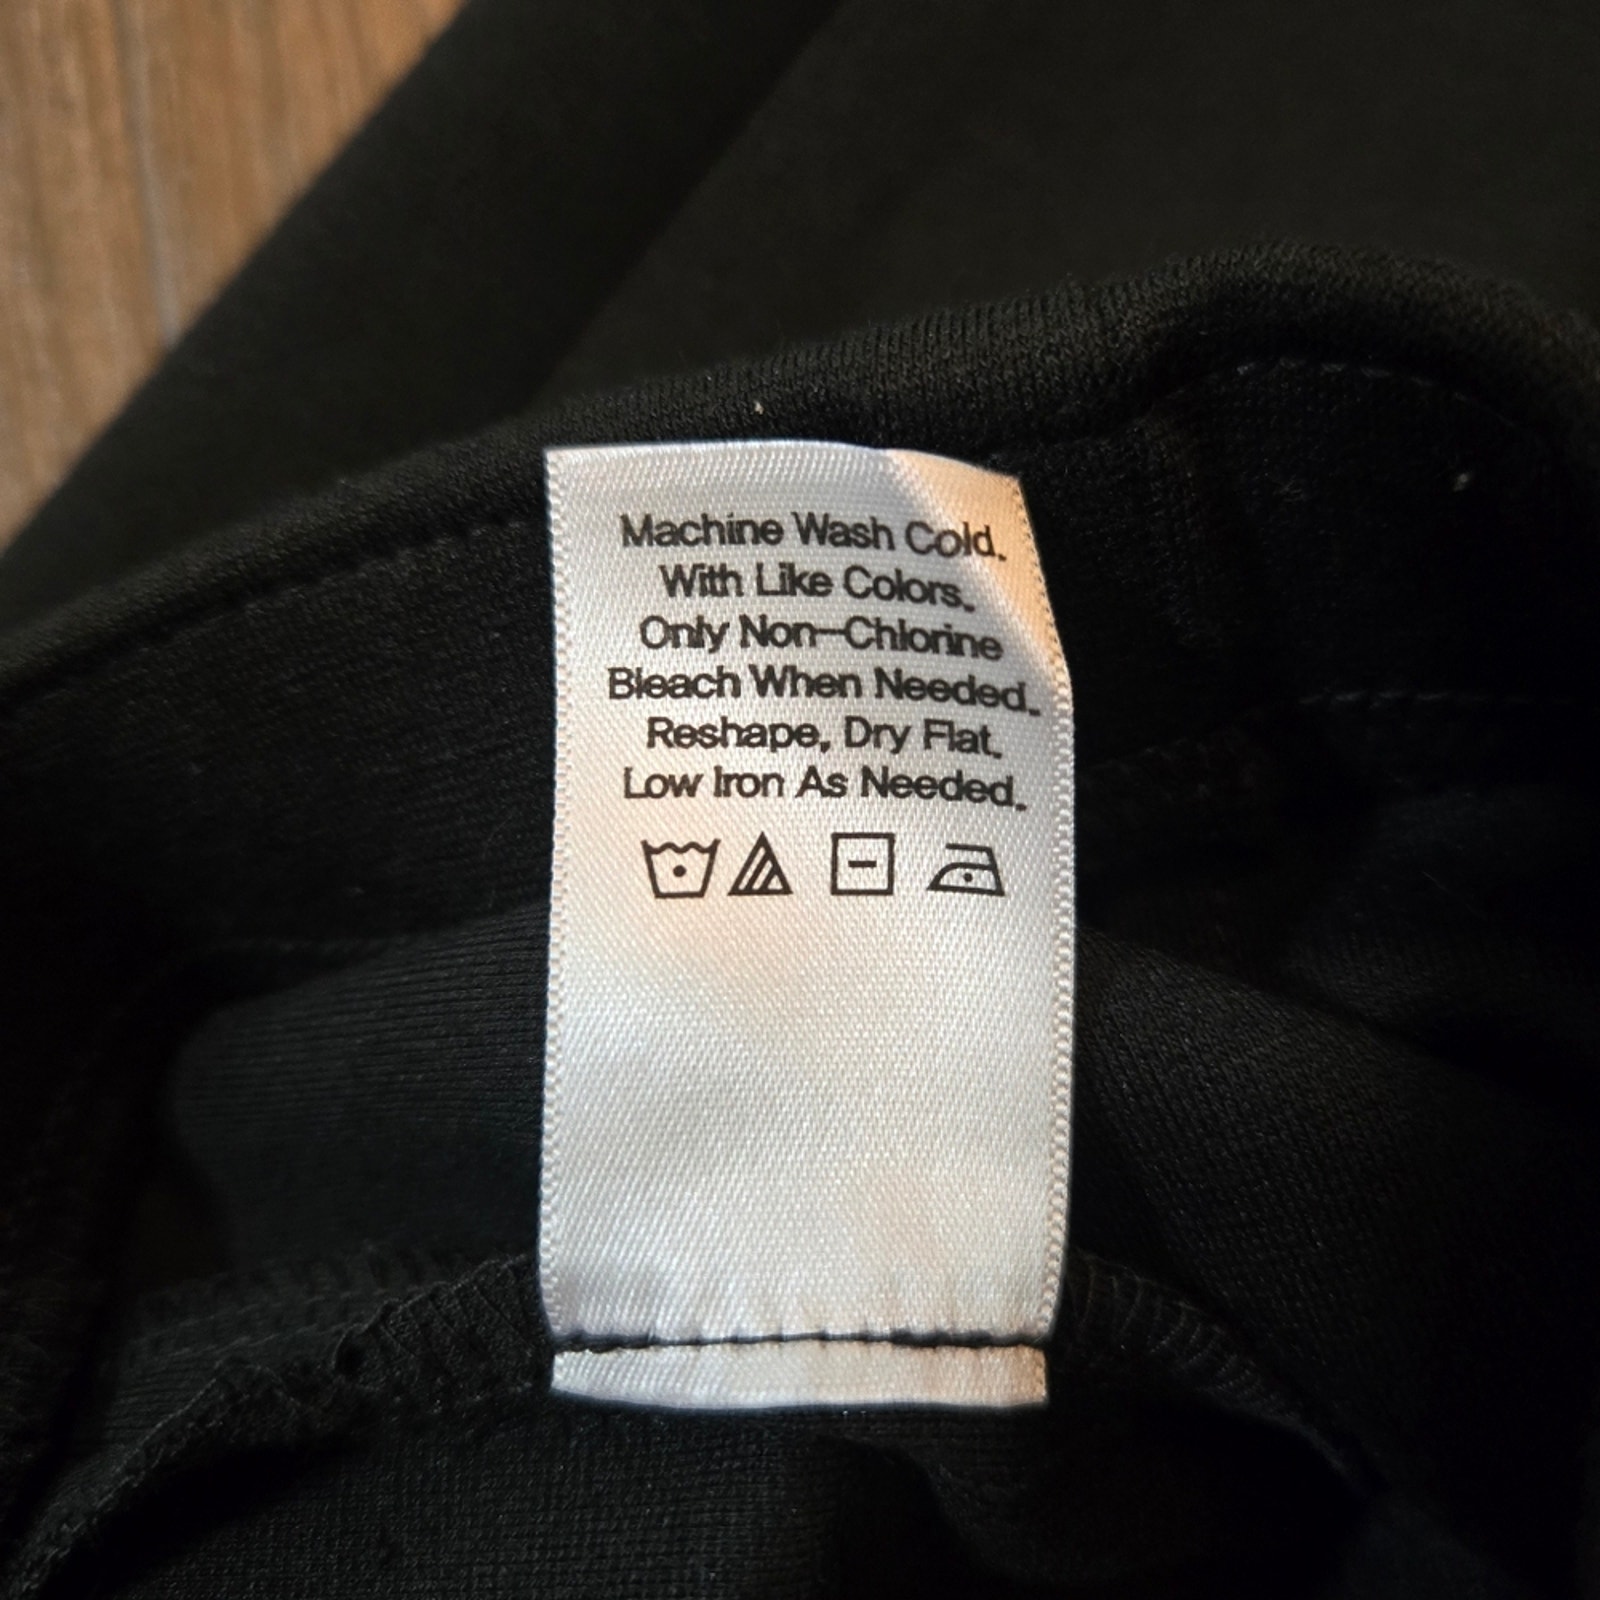 Machine Wash Cold.
With Like Colors.
Only Non-Chlorine
Bleach When Needed.
Reshape, Dry Flat.
Low Iron As Needed.